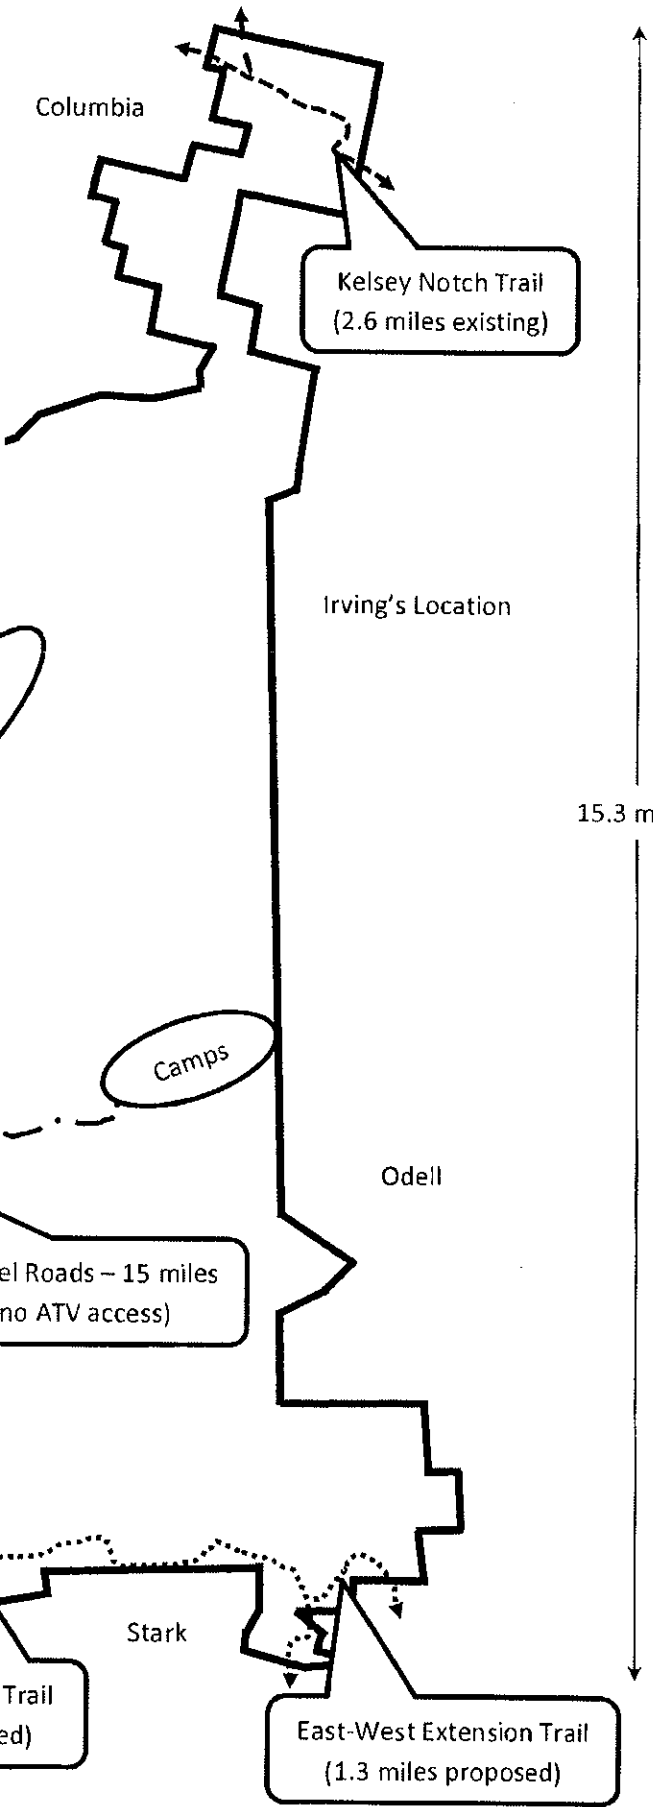 Columbia
Kelsey Notch Trail
(2.6 miles existing)
Irving's Location
15.3 m
Camps
Odell
el Roads – 15 miles
no ATV access)
Stark
Trail
ed)
East-West Extension Trail
(1.3 miles proposed)